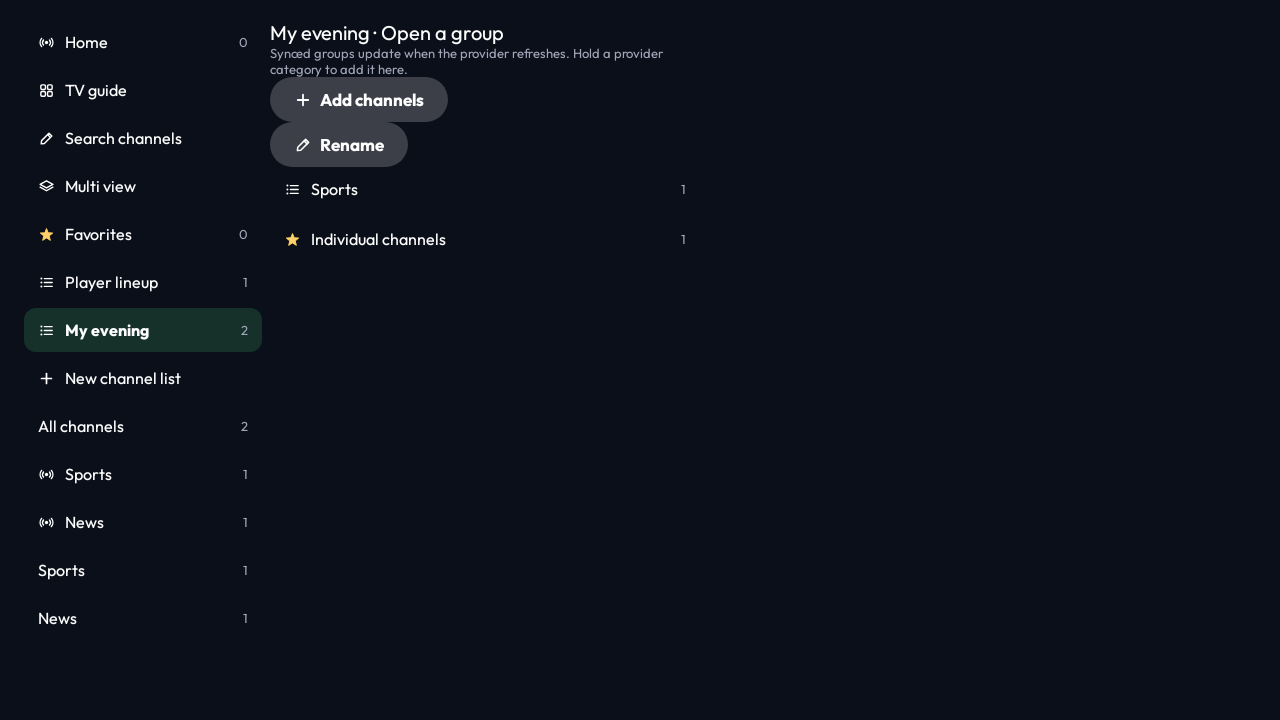 Home 0
TV guide
Search channels
Multi view
Favorites 0
Player lineup 1
My evening 2
New channel list
All channels 2
Sports 1
News 1
Sports 1
News 1
My evening · Open a group
Synced groups update when the provider refreshes. Hold a provider
category to add it here.
Add channels
Rename
Sports 1
Individual channels 1